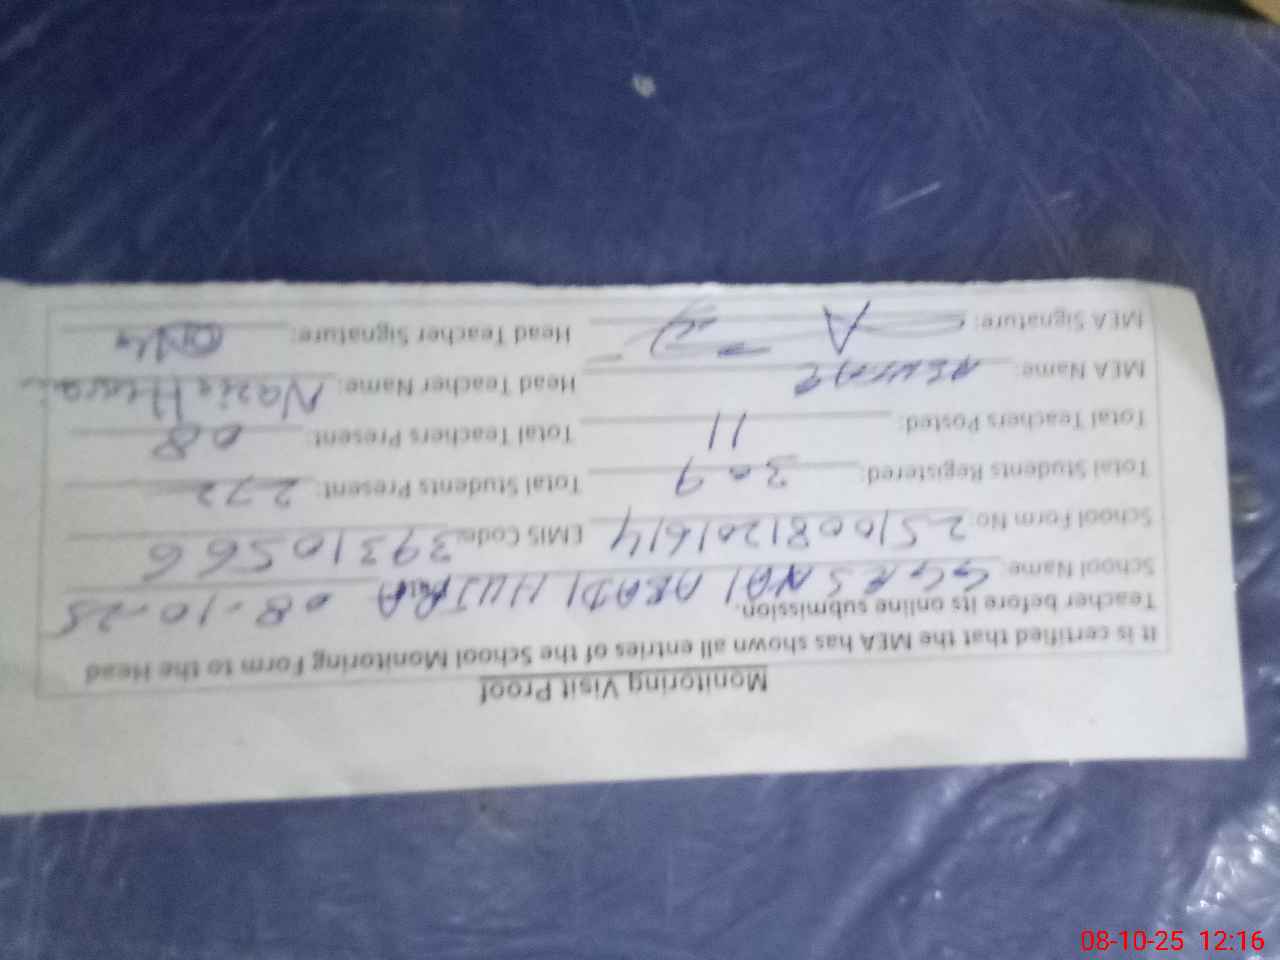 Monitoring Visit Proof
It is certified that the MEA has shown all entries of the School Monitoring Form to the Head
Teacher before its online submission.
School Name: GGES NAI ABADI HUJRA 08-10-25
School Form No: 2510081201614 EMIS Code: 39310566
Total Students Registered: 309 Total Students Present: 272
Total Teachers Posted: 11 Total Teachers Present: 08
MEA Name: Head Teacher Name: Nazia
MEA Signature: Head Teacher Signature:
08-10-25 12:16